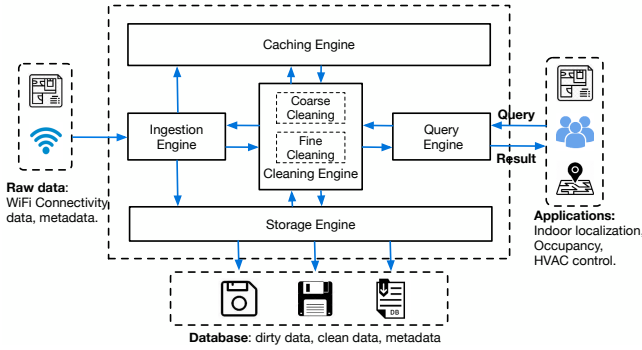 Caching Engine
Coarse
Cleaning
Fine
Cleaning
Cleaning Engine
Ingestion
Engine
Query
Engine
Query
Result
Storage Engine
Raw data:
WiFi Connectivity
data, metadata.
Applications:
Indoor localization,
Occupancy,
HVAC control.
DB
Database: dirty data, clean data, metadata